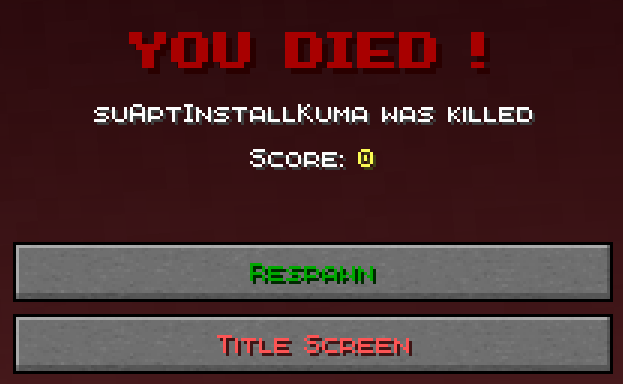 YOU DIED !
suAptInstallKuma was killed
Score: 0
Respawn
Title Screen